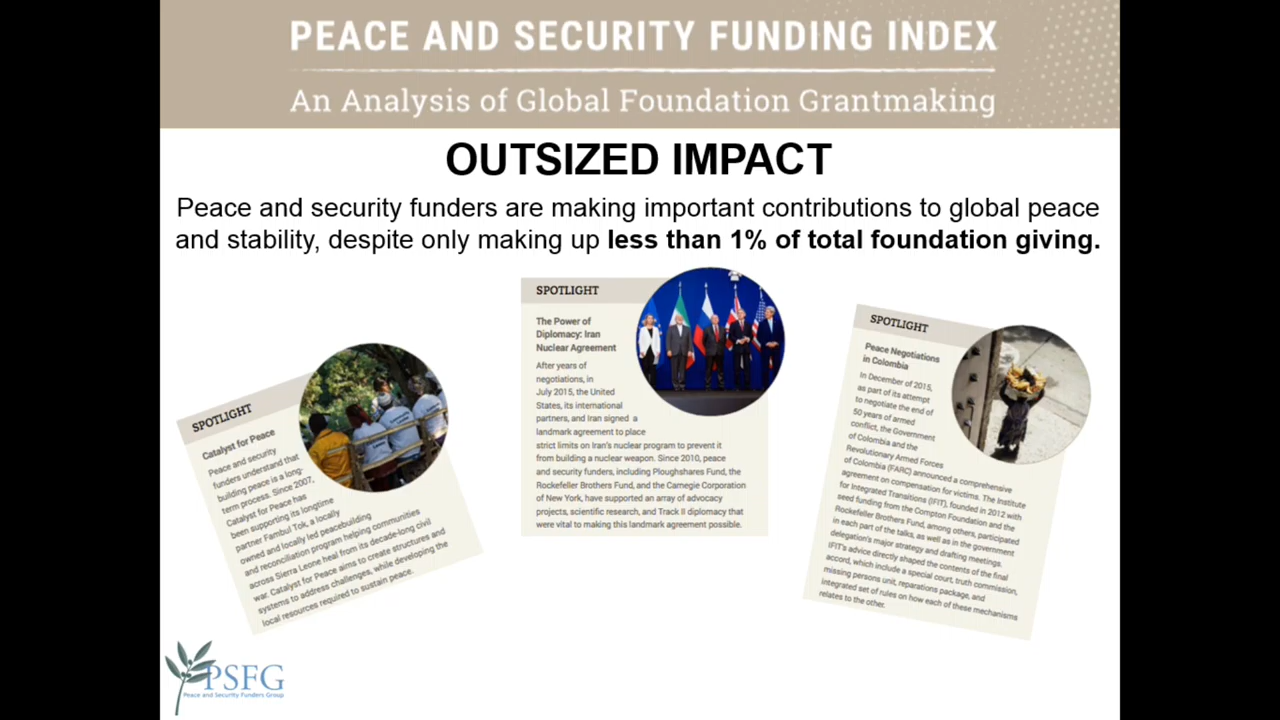 PEACE AND SECURITY FUNDING INDEX
An Analysis of Global Foundation Grantmaking
OUTSIZED IMPACT
Peace and security funders are making important contributions to global peace
and stability, despite only making up less than 1% of total foundation giving.
SPOTLIGHT
Catalyst for Peace
Peace and security
funders understand that
building peace is a long-
term process. Since 2007,
Catalyst for Peace has
been supporting its longtime
partner Fambul Tok, a locally
owned and locally led peacebuilding
and reconciliation program helping communities
across Sierra Leone heal from its decade-long civil
war. Catalyst for Peace aims to create structures and
systems to address challenges, while developing the
local resources required to sustain peace.
SPOTLIGHT
The Power of
Diplomacy: Iran
Nuclear Agreement
After years of
negotiations, in
July 2015, the United
States, its international
partners, and Iran signed a
landmark agreement to place
strict limits on Iran's nuclear program to prevent it
from building a nuclear weapon. Since 2010, peace
and security funders, including Ploughshares Fund, the
Rockefeller Brothers Fund, and the Carnegie Corporation
of New York, have supported an array of advocacy
projects, scientific research, and Track II diplomacy that
were vital to making this landmark agreement possible.
SPOTLIGHT
Peace Negotiations
in Colombia
In December of 2015,
as part of its attempt
to negotiate the end of
50 years of armed
conflict, the Government
of Colombia and the
Revolutionary Armed Forces
of Colombia (FARC) announced a comprehensive
agreement on compensation for victims. The Institute
for Integrated Transitions (IFIT), founded in 2012 with
seed funding from the Compton Foundation and the
Rockefeller Brothers Fund, among others, participated
in each part of the talks, as well as in the government
delegation's major strategy and drafting meetings.
IFIT's advice directly shaped the contents of the final
accord, which include a special court, truth commission,
missing persons unit, reparations package, and
integrated set of rules on how each of these mechanisms
relates to the other.
PSFG
Peace and Security Funders Group